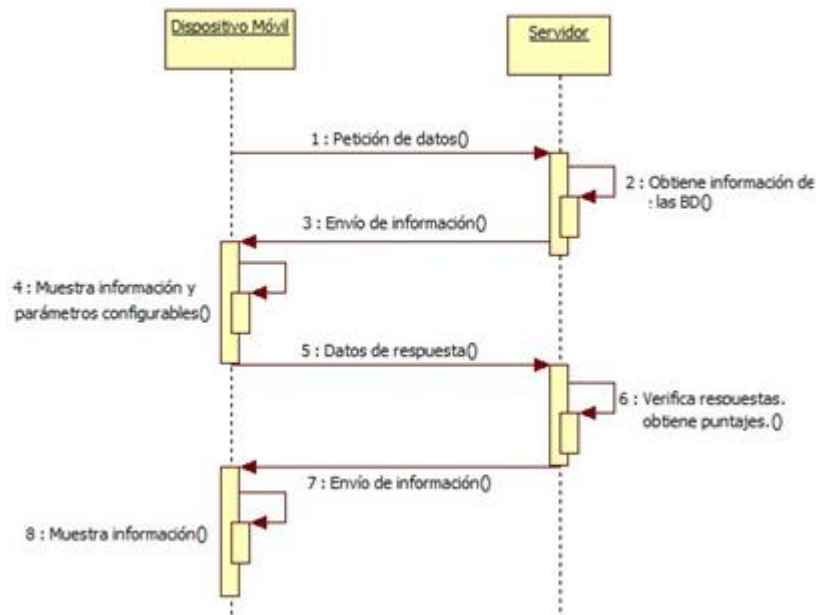 Dispositivo Móvil
Servidor
1 : Petición de datos()
2 : Obtiene información de
: las BD()
3 : Envío de información()
4 : Muestra información y
parámetros configurables()
5 : Datos de respuesta()
6 : Verifica respuestas.
obtiene puntajes.()
7 : Envío de información()
8 : Muestra información()